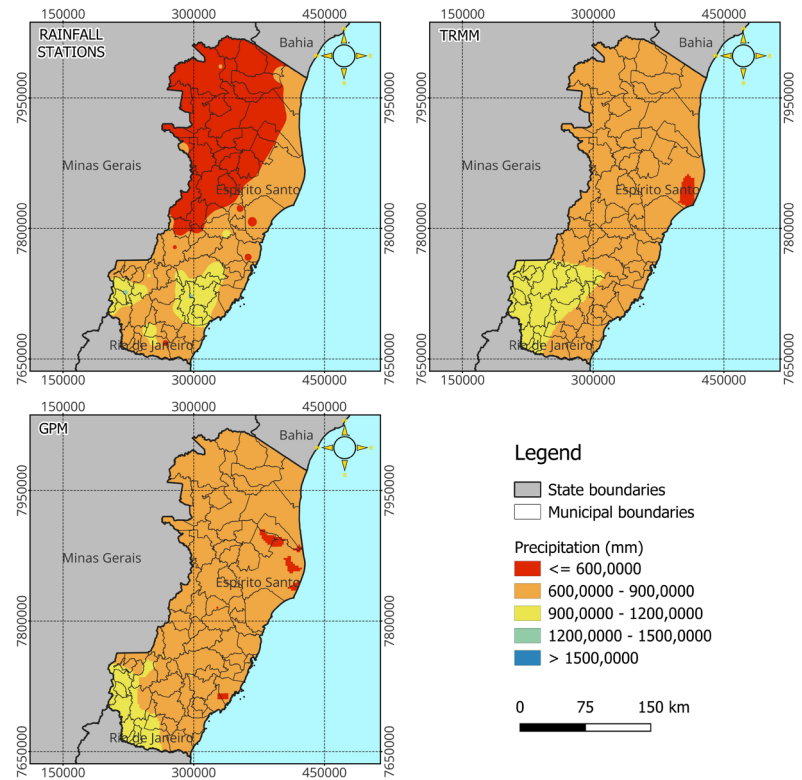 150000 300000 450000
RAINFALL
STATIONS
Bahia
7950000
7950000
Minas Gerais
Espírito Santo
7800000
7800000
Rio de Janeiro
7650000
7650000
150000 300000 450000
150000 300000 450000
TRMM
Bahia
7950000
7950000
Minas Gerais
Espírito Santo
7800000
7800000
Rio de Janeiro
7650000
7650000
150000 300000 450000
150000 300000 450000
GPM
Bahia
7950000
7950000
Minas Gerais
Espírito Santo
7800000
7800000
Rio de Janeiro
7650000
7650000
150000 300000 450000
Legend
State boundaries
Municipal boundaries
Precipitation (mm)
<= 600,0000
600,0000 - 900,0000
900,0000 - 1200,0000
1200,0000 - 1500,0000
> 1500,0000
0 75 150 km